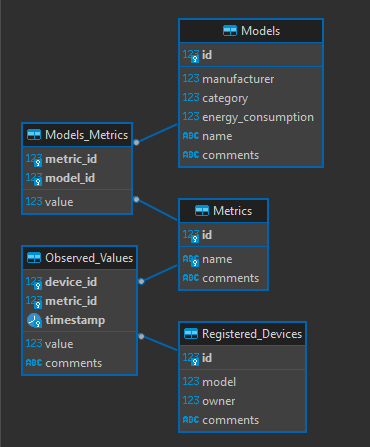 Models
123 id
123 manufacturer
123 category
123 energy_consumption
ABC name
ABC comments
Models_Metrics
123 metric_id
123 model_id
123 value
Metrics
123 id
ABC name
ABC comments
Observed_Values
123 device_id
123 metric_id
timestamp
123 value
ABC comments
Registered_Devices
123 id
123 model
123 owner
ABC comments